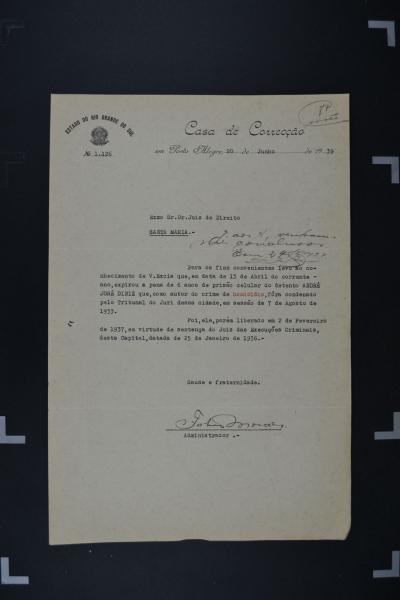 ESTADO DO RIO GRANDE DO SUL
Nº 1.126
Casa de Correcção
em Porto Alegre, 20 de Junho de 1939
Exmo Sr.Dr.Juiz de Direito
SANTA MARIA.-
J. aos
Em
Para os fins convenientes levo ao co-
nhecimento de V.Excia que, em data de 13 de Abril do corrente
ano, expirou a pena de 6 anos de prisão celular do detento ANDRÉ
JOSÉ DINIZ que, como autor do crime de homicidio, fôra condenado
pelo Tribunal do Juri dessa cidade, em sessão de 7 de Agosto de
1933.
Foi, ele, porém liberado em 2 de Fevereiro
de 1937, em virtude de sentença do Juiz das Execuções Criminais,
desta Capital, datada de 25 de Janeiro de 1936.-
Saude e fraternidade.
Administrador .-